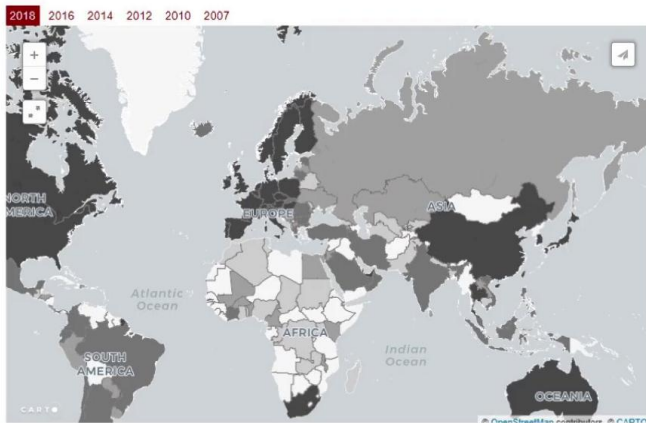 2018 2016 2014 2012 2010 2007
+
−
NORTH
AMERICA
EUROPE
ASIA
Atlantic
Ocean
AFRICA
SOUTH
AMERICA
Indian
Ocean
OCEANIA
CARTO
© OpenStreetMap contributors, © CARTO